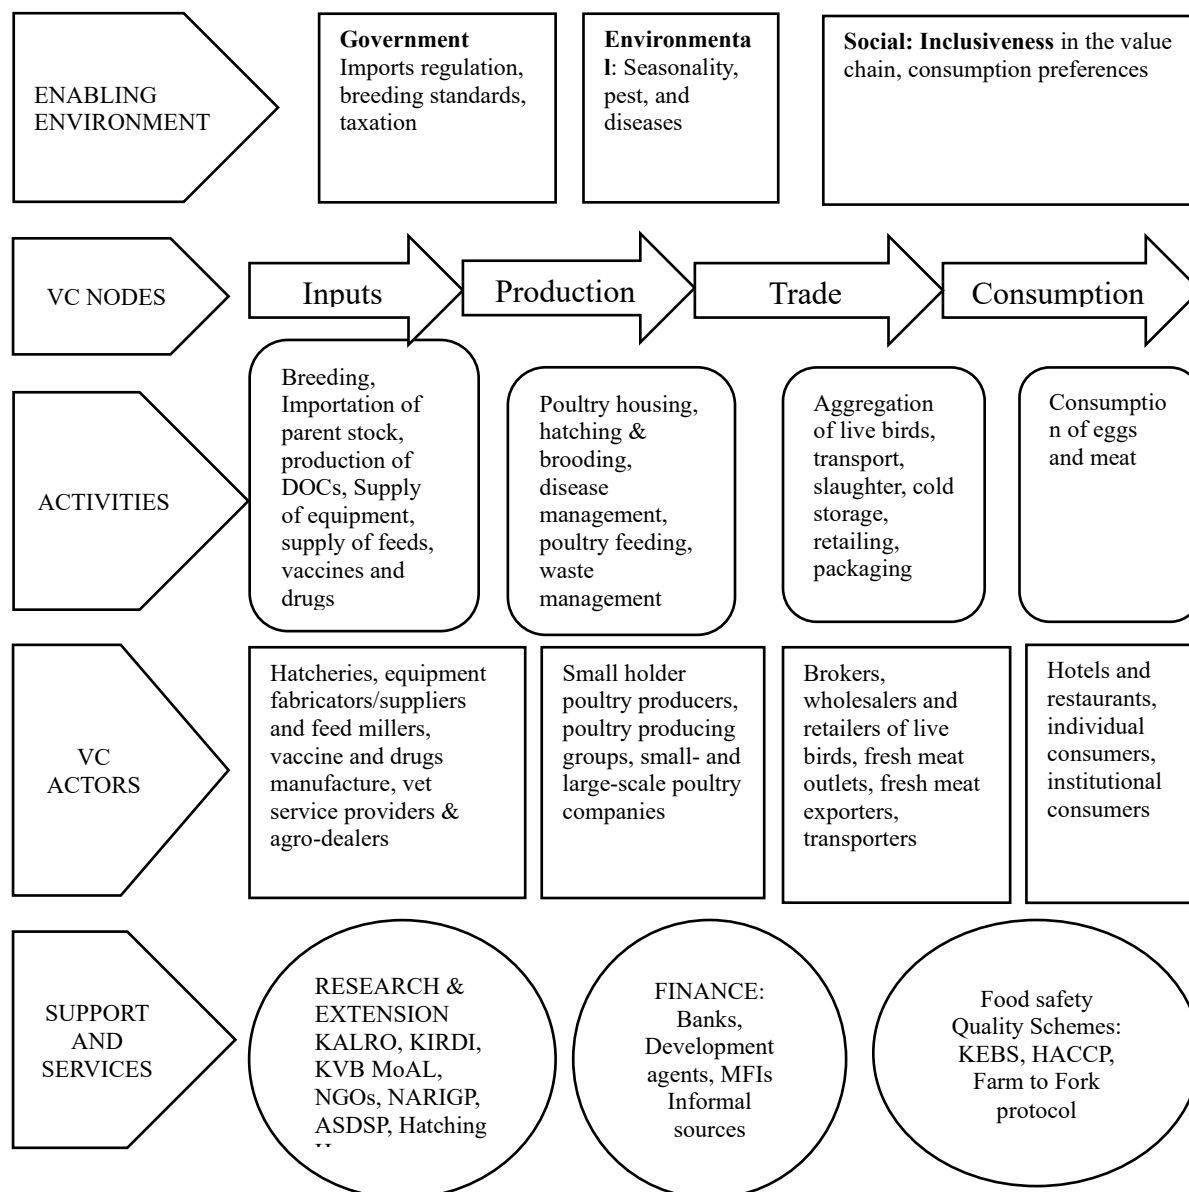 ENABLING
ENVIRONMENT
Government
Imports regulation,
breeding standards,
taxation
Environmenta
l: Seasonality,
pest, and
diseases
Social: Inclusiveness in the value
chain, consumption preferences
VC NODES
Inputs
Production
Trade
Consumption
ACTIVITIES
Breeding,
Importation of
parent stock,
production of
DOCs, Supply
of equipment,
supply of feeds,
vaccines and
drugs
Poultry housing,
hatching &
brooding,
disease
management,
poultry feeding,
waste
management
Aggregation
of live birds,
transport,
slaughter, cold
storage,
retailing,
packaging
Consumptio
n of eggs
and meat
VC
ACTORS
Hatcheries, equipment
fabricators/suppliers
and feed millers,
vaccine and drugs
manufacture, vet
service providers &
agro-dealers
Small holder
poultry producers,
poultry producing
groups, small- and
large-scale poultry
companies
Brokers,
wholesalers and
retailers of live
birds, fresh meat
outlets, fresh meat
exporters,
transporters
Hotels and
restaurants,
individual
consumers,
institutional
consumers
SUPPORT
AND
SERVICES
RESEARCH &
EXTENSION
KALRO, KIRDI,
KVB MoAL,
NGOs, NARIGP,
ASDSP, Hatching
FINANCE:
Banks,
Development
agents, MFIs
Informal
sources
Food safety
Quality Schemes:
KEBS, HACCP,
Farm to Fork
protocol